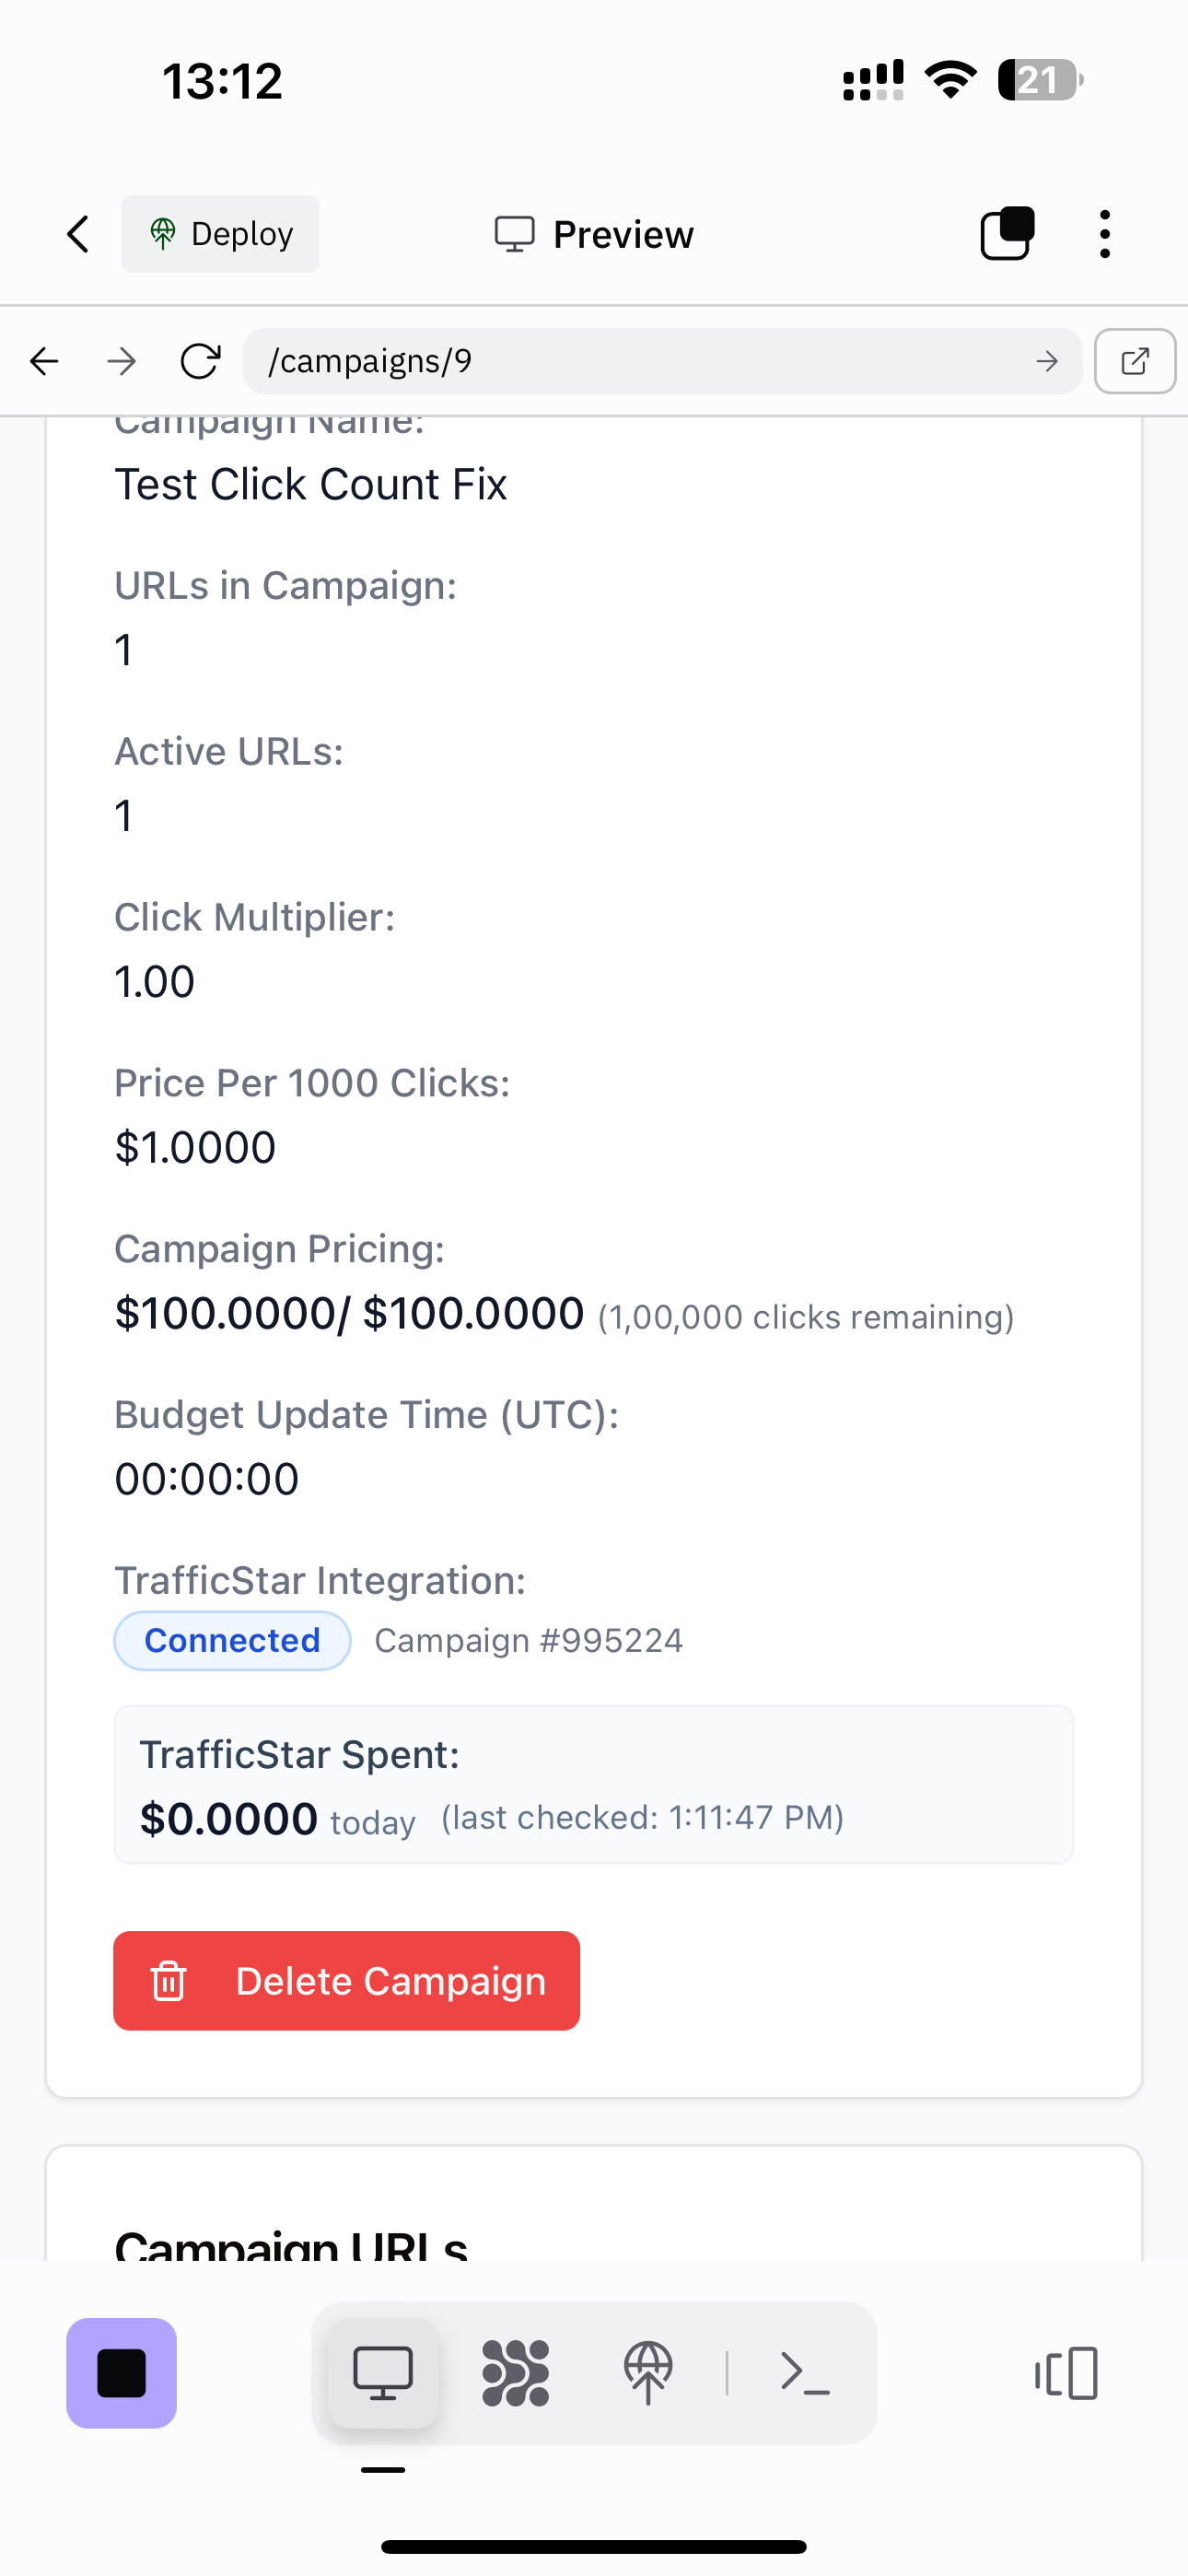 13:12
21
Deploy
Preview
/campaigns/9
Campaign Name:
Test Click Count Fix
URLs in Campaign:
1
Active URLs:
1
Click Multiplier:
1.00
Price Per 1000 Clicks:
$1.0000
Campaign Pricing:
$100.0000/ $100.0000 (1,00,000 clicks remaining)
Budget Update Time (UTC):
00:00:00
TrafficStar Integration:
Connected Campaign #995224
TrafficStar Spent:
$0.0000 today (last checked: 1:11:47 PM)
Delete Campaign
Campaign URLs